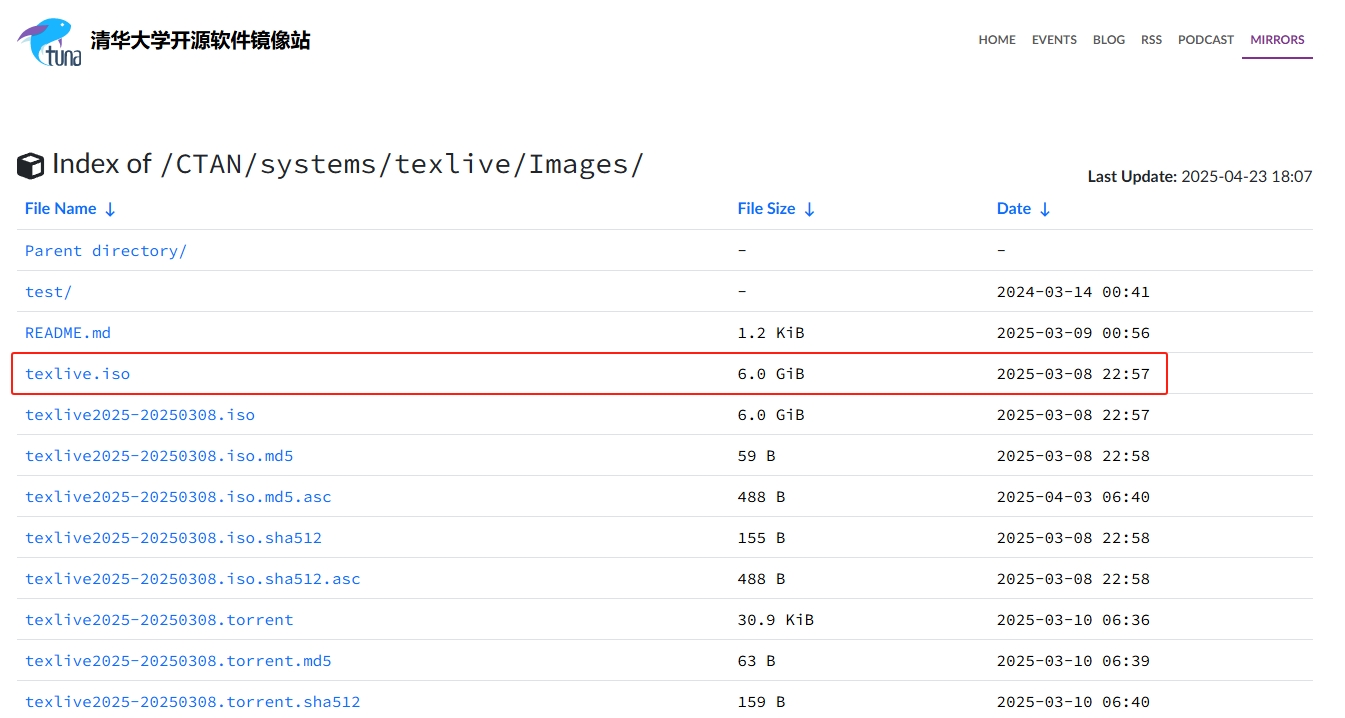 tuna 清华大学开源软件镜像站 HOME EVENTS BLOG RSS PODCAST MIRRORS
Index of /CTAN/systems/texlive/Images/
Last Update: 2025-04-23 18:07
File Name ↓ File Size ↓ Date ↓
Parent directory/ - -
test/ - 2024-03-14 00:41
README.md 1.2 KiB 2025-03-09 00:56
texlive.iso 6.0 GiB 2025-03-08 22:57
texlive2025-20250308.iso 6.0 GiB 2025-03-08 22:57
texlive2025-20250308.iso.md5 59 B 2025-03-08 22:58
texlive2025-20250308.iso.md5.asc 488 B 2025-04-03 06:40
texlive2025-20250308.iso.sha512 155 B 2025-03-08 22:58
texlive2025-20250308.iso.sha512.asc 488 B 2025-03-08 22:58
texlive2025-20250308.torrent 30.9 KiB 2025-03-10 06:36
texlive2025-20250308.torrent.md5 63 B 2025-03-10 06:39
texlive2025-20250308.torrent.sha512 159 B 2025-03-10 06:40